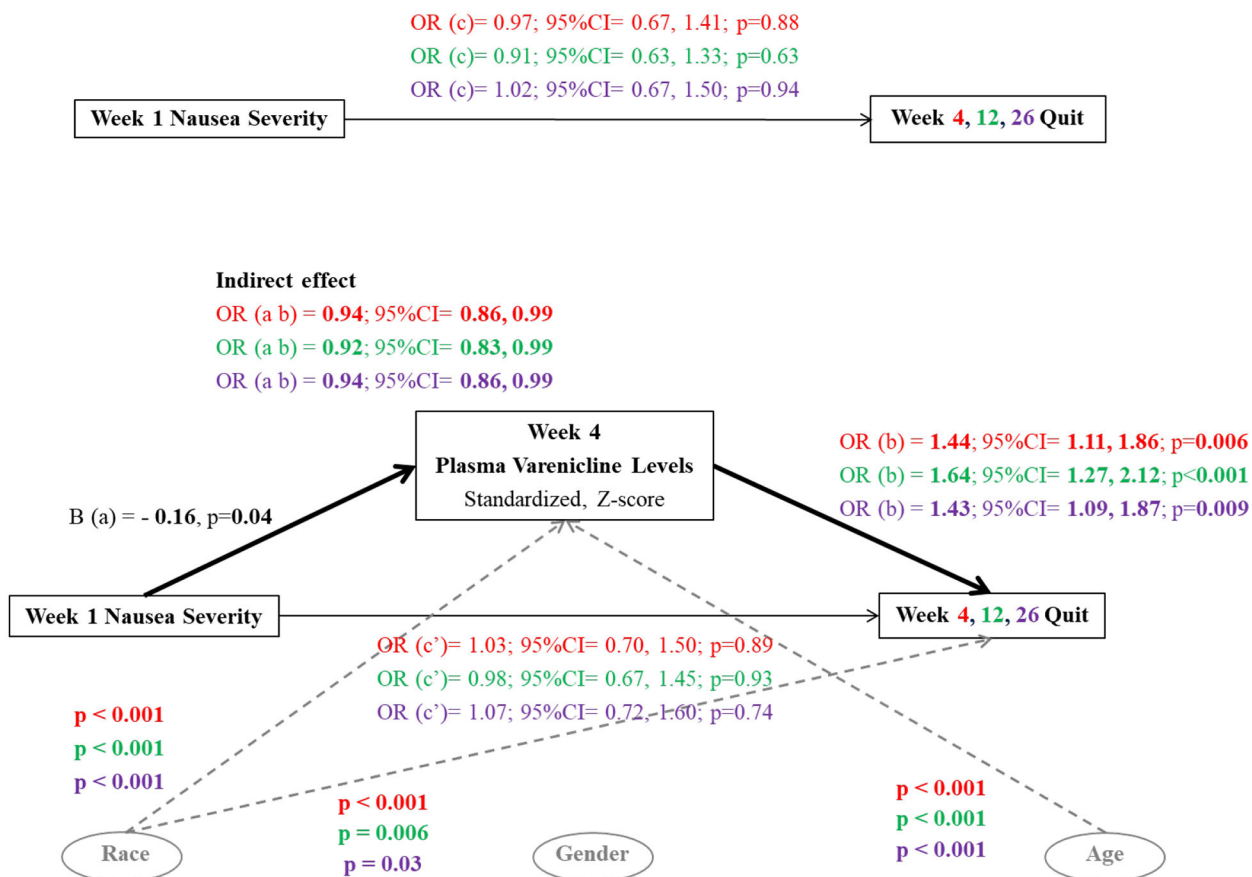 OR (c)= 0.97; 95%CI= 0.67, 1.41; p=0.88
OR (c)= 0.91; 95%CI= 0.63, 1.33; p=0.63
OR (c)= 1.02; 95%CI= 0.67, 1.50; p=0.94
Week 1 Nausea Severity
Week 4, 12, 26 Quit
Indirect effect
OR (a b) = 0.94; 95%CI= 0.86, 0.99
OR (a b) = 0.92; 95%CI= 0.83, 0.99
OR (a b) = 0.94; 95%CI= 0.86, 0.99
Week 4
Plasma Varenicline Levels
Standardized, Z-score
OR (b) = 1.44; 95%CI= 1.11, 1.86; p=0.006
OR (b) = 1.64; 95%CI= 1.27, 2.12; p<0.001
OR (b) = 1.43; 95%CI= 1.09, 1.87; p=0.009
B (a) = - 0.16, p=0.04
Week 1 Nausea Severity
Week 4, 12, 26 Quit
OR (c’)= 1.03; 95%CI= 0.70, 1.50; p=0.89
OR (c’)= 0.98; 95%CI= 0.67, 1.45; p=0.93
OR (c’)= 1.07; 95%CI= 0.72, 1.60; p=0.74
p < 0.001
p < 0.001
p < 0.001
p < 0.001
p = 0.006
p = 0.03
p < 0.001
p < 0.001
p < 0.001
Race
Gender
Age